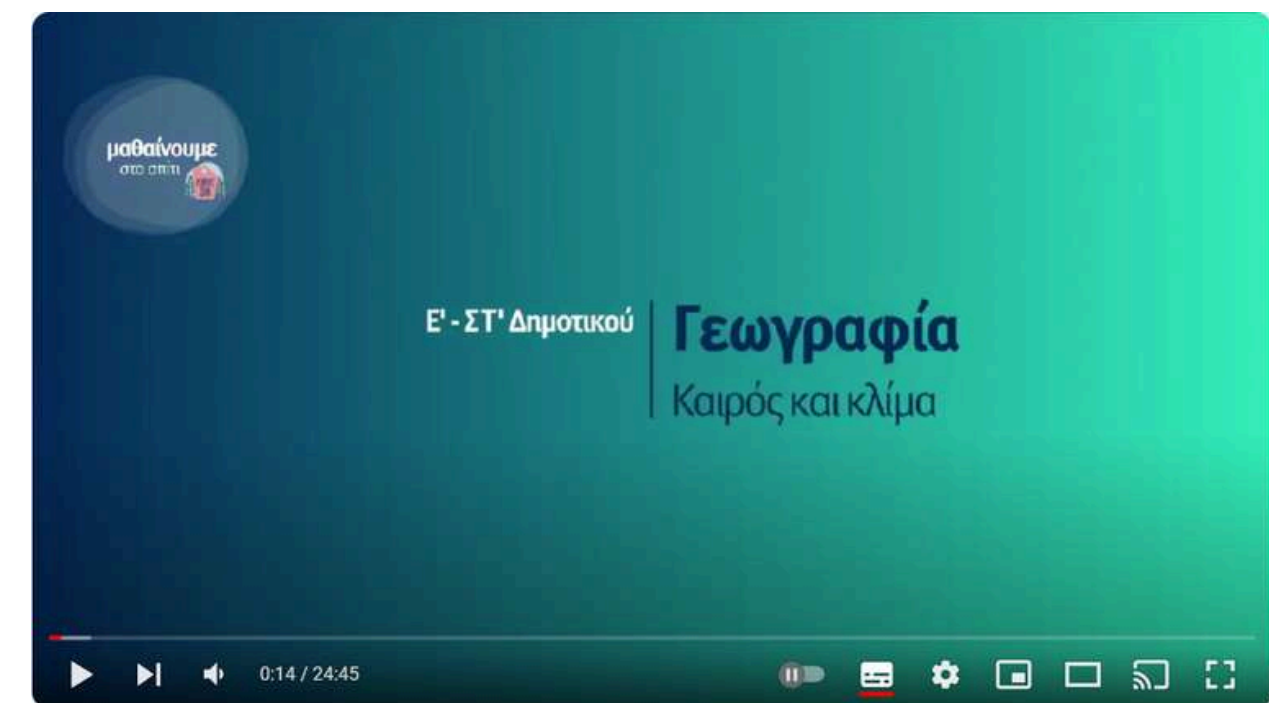 μαθαίνουμε
στο σπίτι
Ε' - ΣΤ' Δημοτικού
Γεωγραφία
Καιρός και κλίμα
0:14 / 24:45